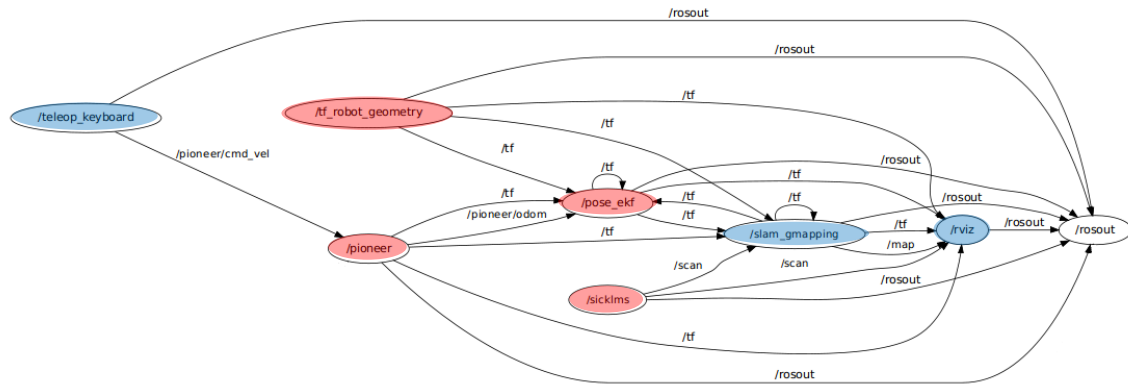 /rosout
/rosout
/tf
/teleop_keyboard
/tf_robot_geometry
/tf
/pioneer/cmd_vel
/tf
/rosout
/tf
/tf
/tf
/tf
/rosout
/pose_ekf
/tf
/pioneer/odom
/tf
/tf
/rosout
/slam_gmapping
/rviz
/rosout
/tf
/map
/pioneer
/scan
/scan
/rosout
/sicklms
/tf
/rosout